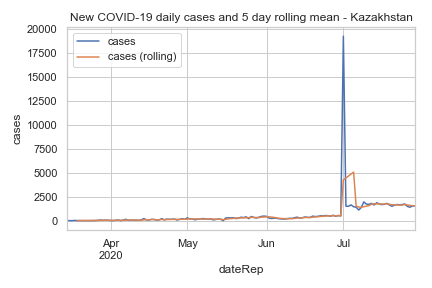 New COVID-19 daily cases and 5 day rolling mean - Kazakhstan
cases
cases (rolling)
20000
17500
15000
12500
10000
7500
5000
2500
0
cases
Apr
2020
May
Jun
Jul
dateRep